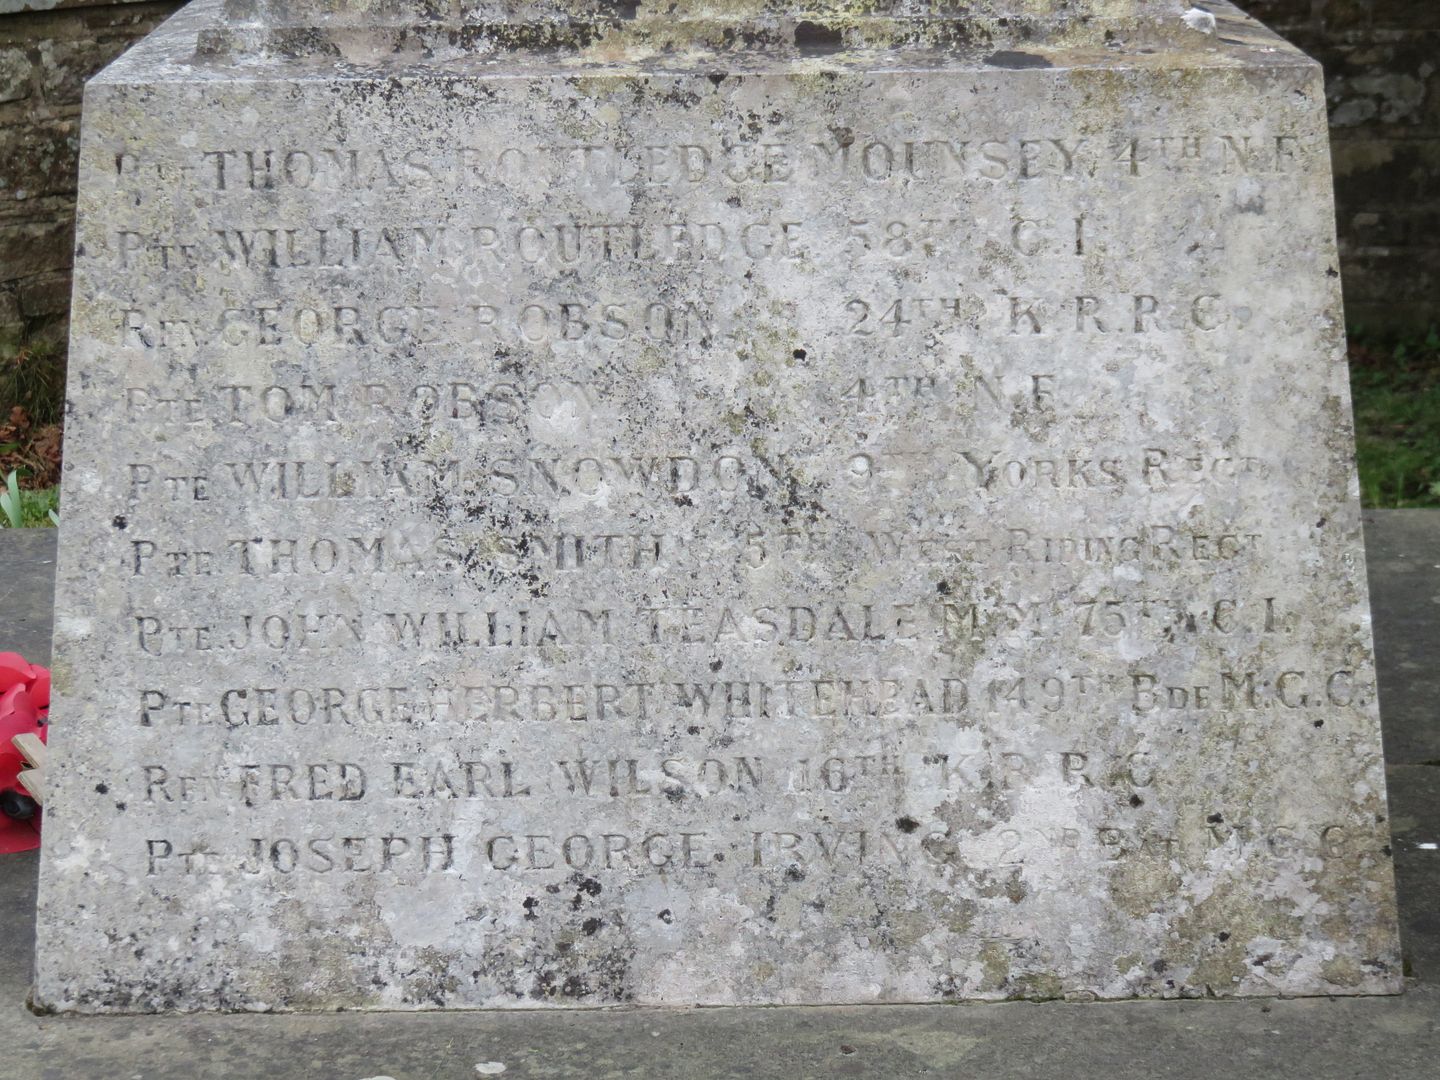 PTE THOMAS ROUTLEDGE MOUNSEY. 4TH N.F.
PTE WILLIAM ROUTLEDGE 58TH C.I.
RFN GEORGE ROBSON 24TH K.R.R.C.
PTE TOM ROBSON 4TH N.F.
PTE WILLIAM SNOWDON 9TH YORKS REGT
PTE THOMAS SMITH 5TH WEST RIDING REGT
PTE JOHN WILLIAM TEASDALE M.M. 75TH C.I.
PTE GEORGE HERBERT WHITEHEAD 149TH BDE M.G.C.
RFN FRED EARL WILSON 16TH K.R.R.C
PTE JOSEPH GEORGE IRVING 2ND M.G.C.